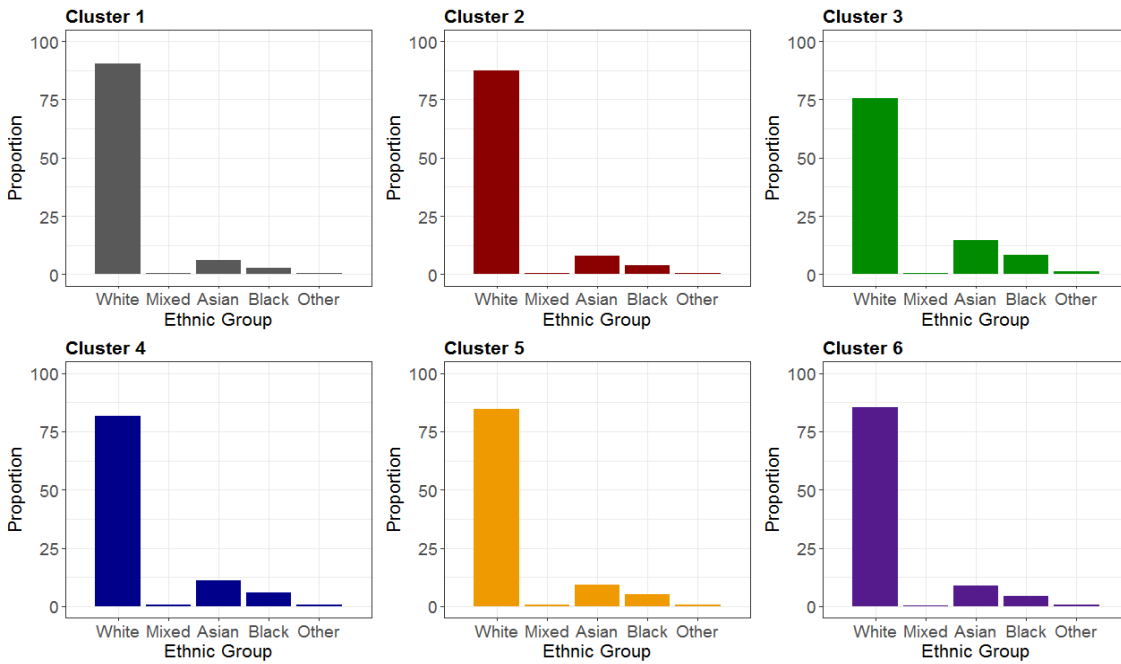 Cluster 1
100
75
50
25
0
Proportion
White Mixed Asian Black Other
Ethnic Group
Cluster 2
100
75
50
25
0
Proportion
White Mixed Asian Black Other
Ethnic Group
Cluster 3
100
75
50
25
0
Proportion
White Mixed Asian Black Other
Ethnic Group
Cluster 4
100
75
50
25
0
Proportion
White Mixed Asian Black Other
Ethnic Group
Cluster 5
100
75
50
25
0
Proportion
White Mixed Asian Black Other
Ethnic Group
Cluster 6
100
75
50
25
0
Proportion
White Mixed Asian Black Other
Ethnic Group